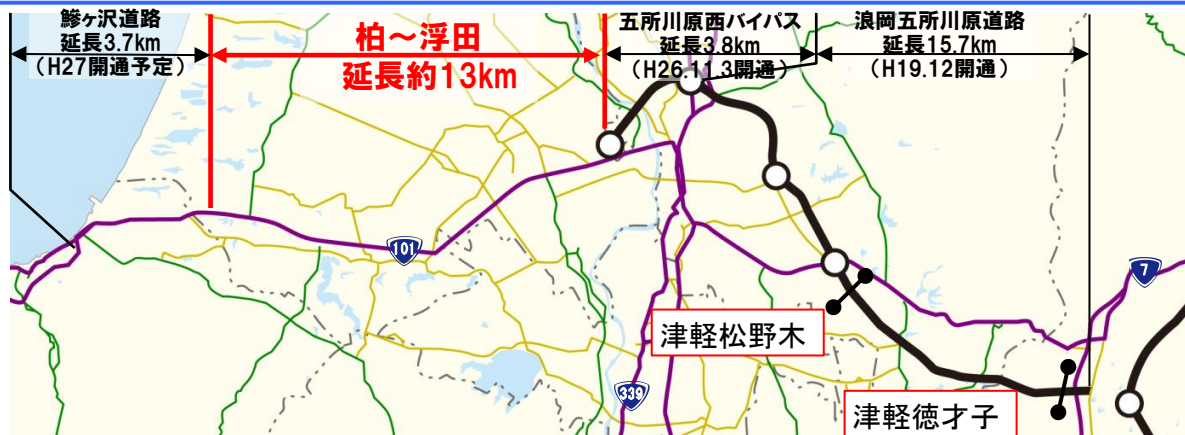 鰺ヶ沢道路
延長3.7km
（H27開通予定）
柏～浮田
延長約13km
五所川原西バイパス
延長3.8km
（H26.11.3開通）
浪岡五所川原道路
延長15.7km
（H19.12開通）
101
7
津軽松野木
339
津軽徳才子